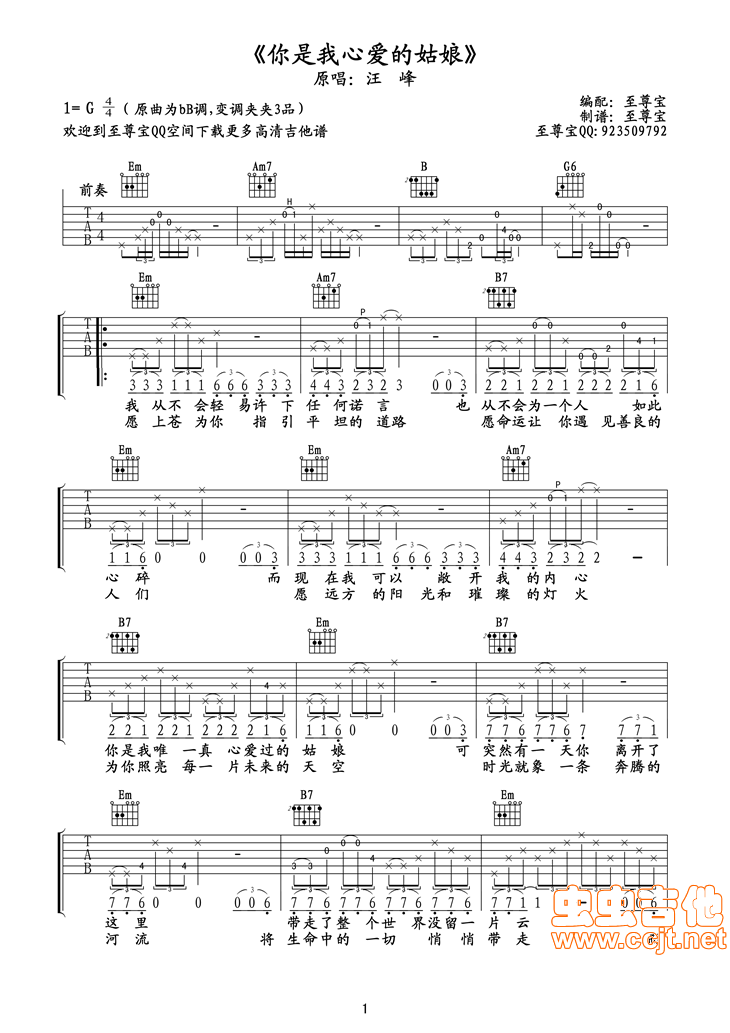 《你是我心爱的姑娘》
原唱：汪 峰
1= G 4/4 ( 原曲为bB调,变调夹夹3品)
欢迎到至尊宝QQ空间下载更多高清吉他谱
编配：至尊宝
制谱：至尊宝
至尊宝QQ:923509792
前奏
Em Am7 B G6
T A B 4 4
H
Em Am7 B7
T A B
P
3 3 3 1 1 1 6 6 6 3 3 3 4 4 3 2 3 2 3 0 0 3 2 2 1 2 2 1 2 2 2 2 1 6
我 从不 会轻 易许 下 任何诺 言 也 从不会为一个人 如此
愿 上苍 为你 指引 平 坦的 道路 愿命运让 你遇 见善良的
Em Em Am7
T A B
P
1 1 6 0 0 0 0 3 3 3 3 1 1 1 6 6 6 3 3 3 4 4 3 2 3 2 2 –
心 碎 而 现 在我 可以 敞 开 我 的内 心
人 们 愿 远方 的阳 光和 璀 璨 的灯 火
B7 Em B7
T A B
2 2 1 2 2 1 2 2 2 2 2 1 1 1 6 0 0 0 0 3 7 7 6 7 7 6 7 7 7 7 7 1
你是我唯 一真 心爱过的 姑 娘 可 突然有一 天你 离开了
为你照亮 每一 片未来的 天 空 时光就象 一 条 奔腾的
Em B7 Em
T A B
7 7 6 0 0 0 0 6 7 7 6 7 7 6 7 7 7 7 7 1 1 –
这 里 带走了 整 个世 界没留一 片 云
河 流 将 生命中的 一切 悄悄 带 走
虫虫吉他
www.ccjt.net
1